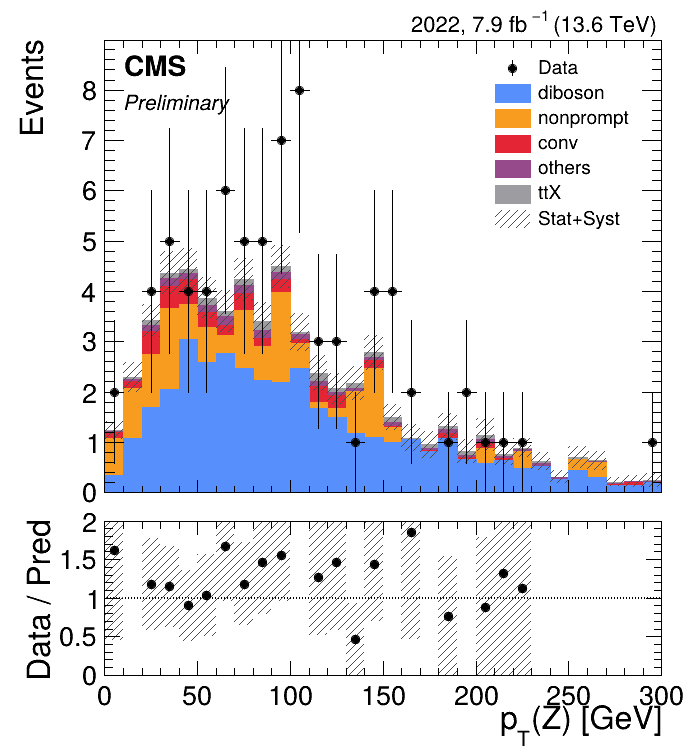 2022, 7.9 fb⁻¹ (13.6 TeV)
CMS
Preliminary
Events
8
7
6
5
4
3
2
1
0
Data
diboson
nonprompt
conv
others
ttX
Stat+Syst
Data / Pred
2
1.5
1
0.5
0
0 50 100 150 200 250 300
p_T(Z) [GeV]